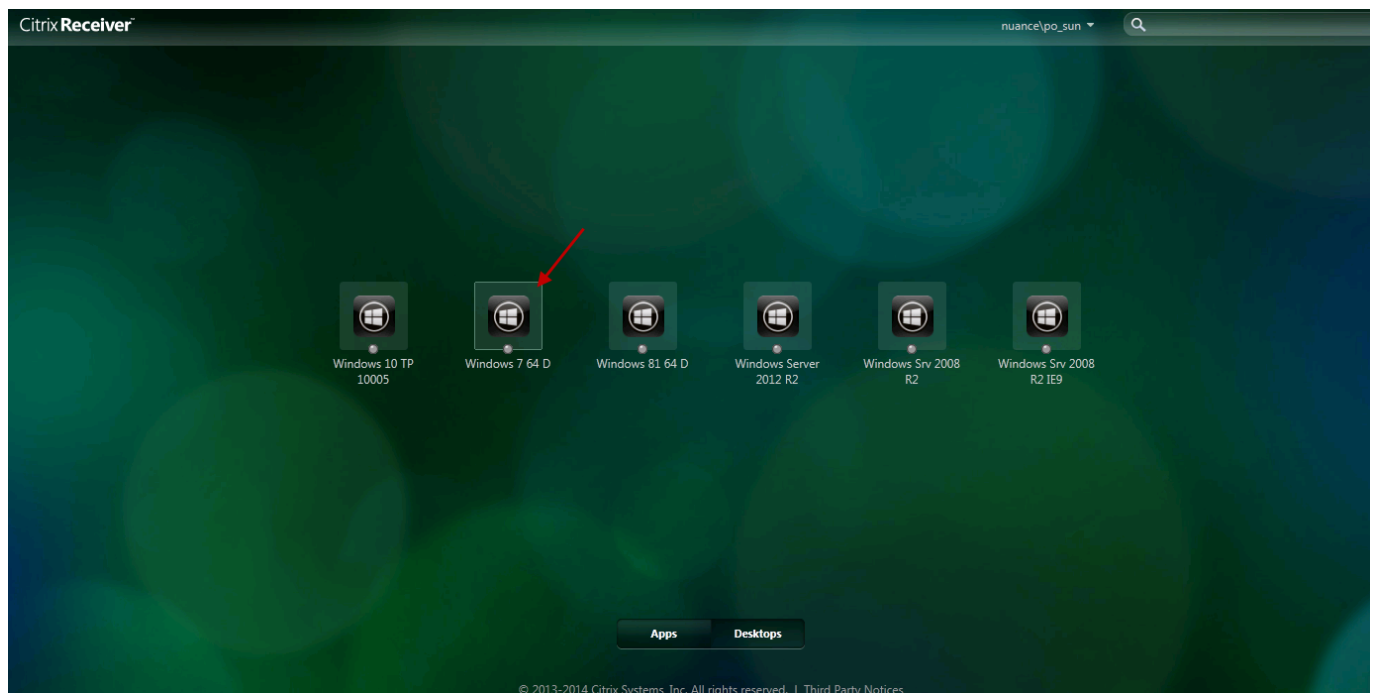 Citrix Receiver™
nuance\po_sun
Windows 10 TP
10005
Windows 7 64 D
Windows 81 64 D
Windows Server
2012 R2
Windows Srv 2008
R2
Windows Srv 2008
R2 IE9
Apps
Desktops
© 2013-2014 Citrix Systems, Inc. All rights reserved. | Third Party Notices